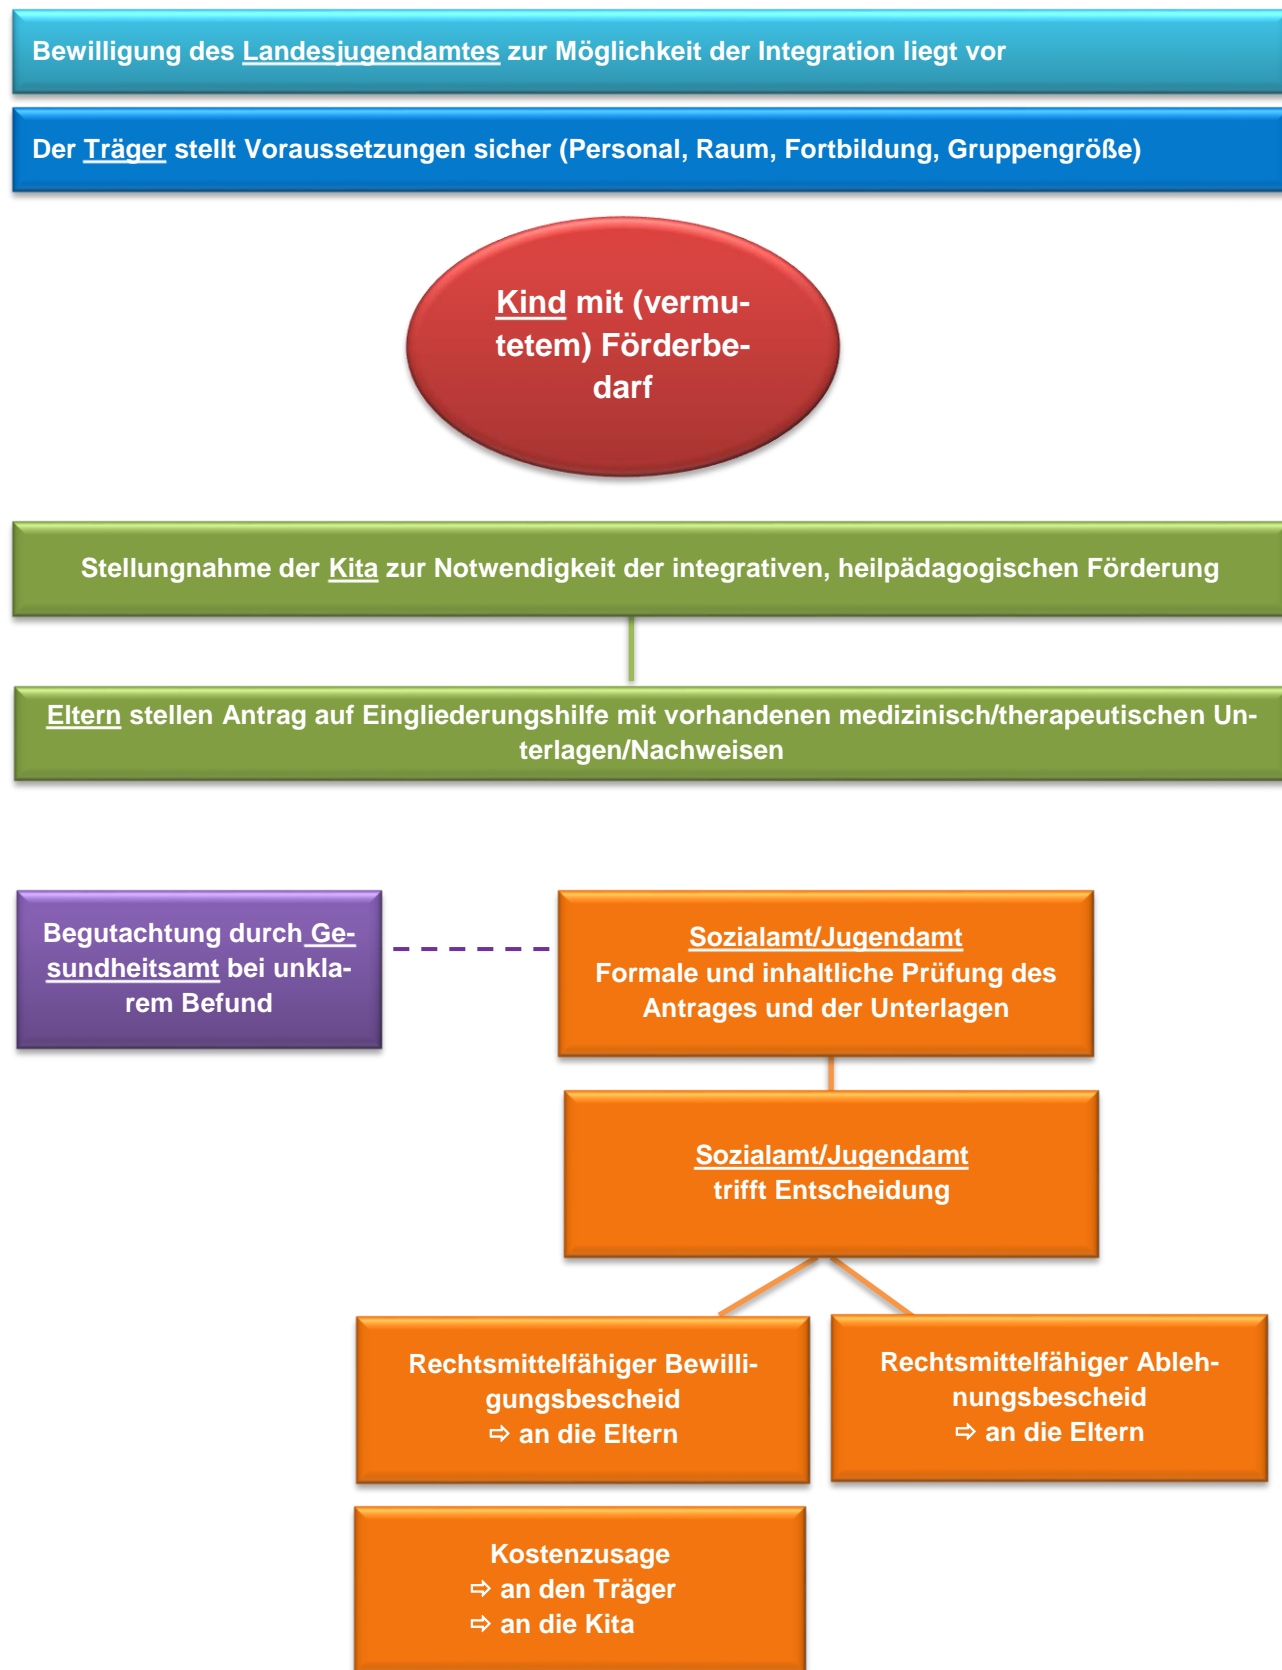 Bewilligung des Landesjugendamtes zur Möglichkeit der Integration liegt vor
Der Träger stellt Voraussetzungen sicher (Personal, Raum, Fortbildung, Gruppengröße)
Kind mit (vermu-
tetem) Förderbe-
darf
Stellungnahme der Kita zur Notwendigkeit der integrativen, heilpädagogischen Förderung
Eltern stellen Antrag auf Eingliederungshilfe mit vorhandenen medizinisch/therapeutischen Un-
terlagen/Nachweisen
Begutachtung durch Ge-
sundheitsamt bei unkla-
rem Befund
Sozialamt/Jugendamt
Formale und inhaltliche Prüfung des
Antrages und der Unterlagen
Sozialamt/Jugendamt
trifft Entscheidung
Rechtsmittelfähiger Bewilli-
gungsbescheid
⇨ an die Eltern
Rechtsmittelfähiger Ableh-
nungsbescheid
⇨ an die Eltern
Kostenzusage
⇨ an den Träger
⇨ an die Kita